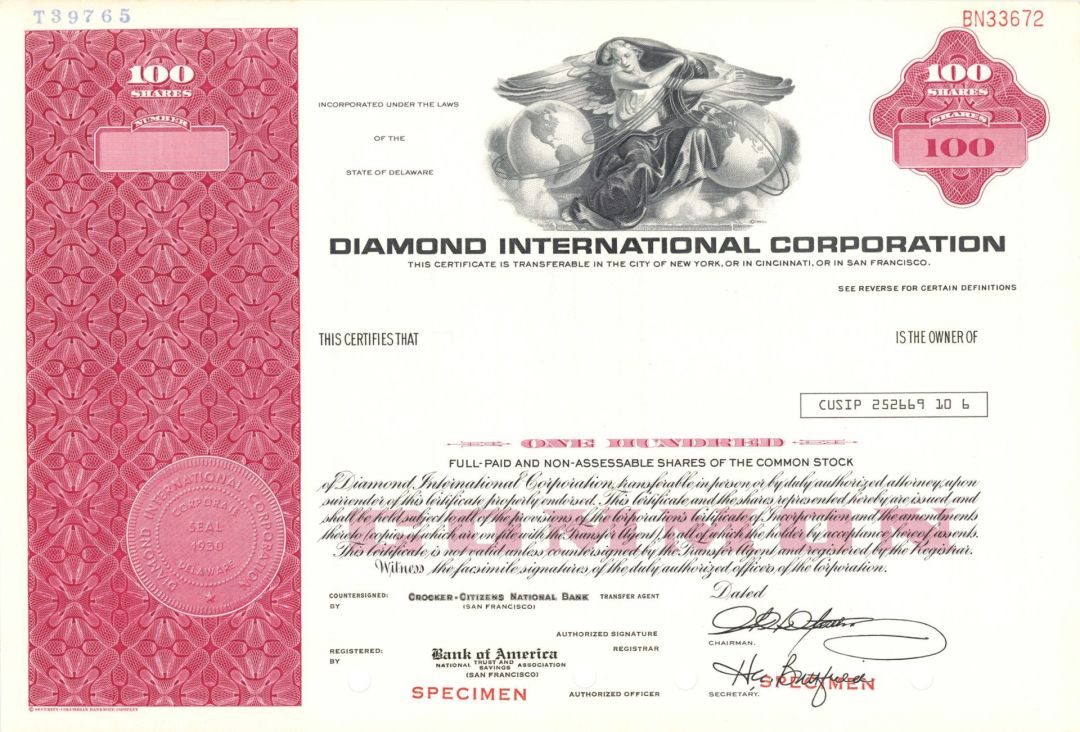 T39765
BN33672
100
SHARES
NUMBER
INCORPORATED UNDER THE LAWS
OF THE
STATE OF DELAWARE
100
SHARES
SHARES
100
DIAMOND INTERNATIONAL CORPORATION
THIS CERTIFICATE IS TRANSFERABLE IN THE CITY OF NEW YORK, OR IN CINCINNATI, OR IN SAN FRANCISCO.
SEE REVERSE FOR CERTAIN DEFINITIONS
THIS CERTIFIES THAT
IS THE OWNER OF
CUSIP 252669 10 6
ONE HUNDRED
FULL-PAID AND NON-ASSESSABLE SHARES OF THE COMMON STOCK
of Diamond International Corporation, transferable in person or by duly authorized attorney, upon
surrender of this Certificate properly endorsed. This Certificate and the shares represented hereby are issued and
shall be held subject to all of the provisions of the Corporation's Certificate of Incorporation and the amendments
thereto (copies of which are on file with the Transfer Agent), to all of which the holder by acceptance hereof assents.
This Certificate is not valid unless countersigned by the Transfer Agent and registered by the Registrar.
Witness the facsimile signatures of the duly authorized officers of the Corporation.
DIAMOND INTERNATIONAL CORPORATION
CORPORATE
SEAL
1930
DELAWARE
COUNTERSIGNED:
BY
CROCKER-CITIZENS NATIONAL BANK TRANSFER AGENT
(SAN FRANCISCO)
AUTHORIZED SIGNATURE
Dated
CHAIRMAN.
REGISTERED:
BY
Bank of America REGISTRAR
NATIONAL TRUST AND SAVINGS ASSOCIATION
(SAN FRANCISCO)
SPECIMEN
AUTHORIZED OFFICER
SECRETARY.
SPECIMEN
© SECURITY-COLUMBIAN BANKNOTE COMPANY